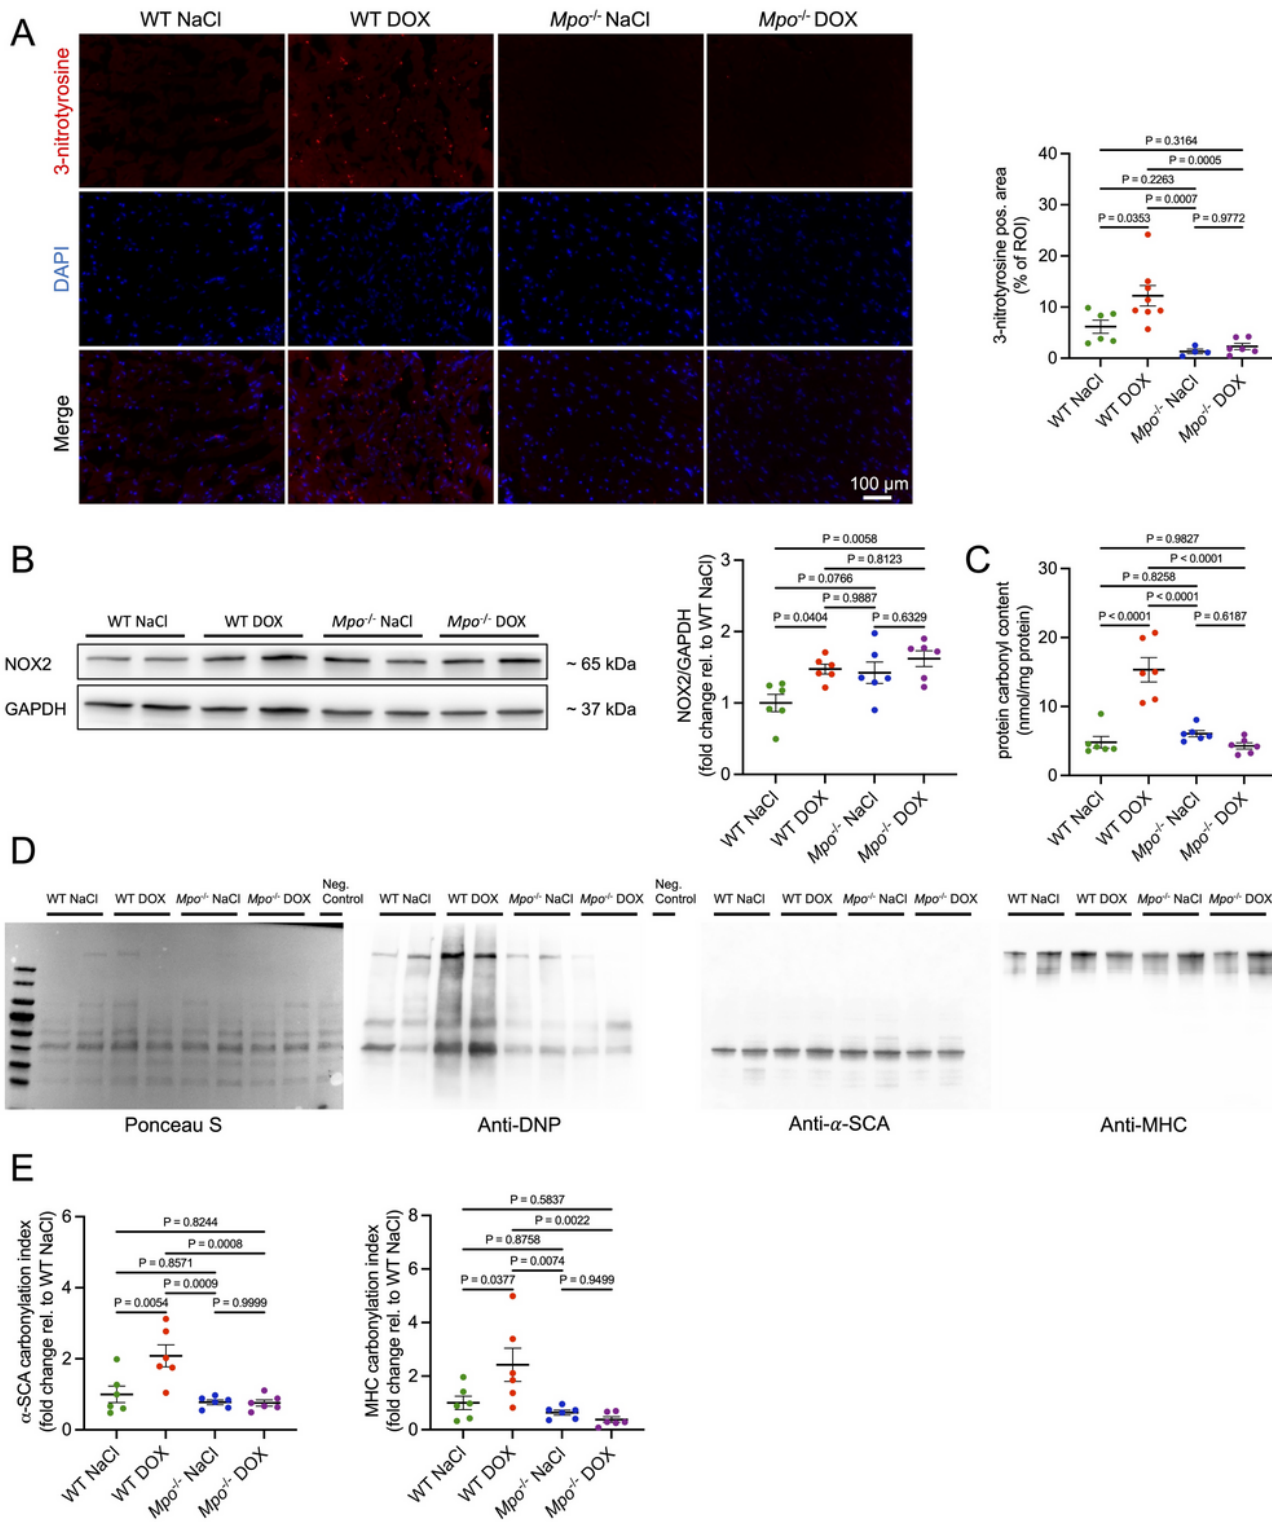 A
WT NaCl
WT DOX
Mpo-/- NaCl
Mpo-/- DOX
3-nitrotyrosine
DAPI
Merge
100 μm
3-nitrotyrosine pos. area
(% of ROI)
40
30
20
10
0
P = 0.3164
P = 0.0005
P = 0.2263
P = 0.0007
P = 0.0353
P = 0.9772
WT NaCl
WT DOX
Mpo-/- NaCl
Mpo-/- DOX
B
WT NaCl
WT DOX
Mpo-/- NaCl
Mpo-/- DOX
NOX2
~ 65 kDa
GAPDH
~ 37 kDa
NOX2/GAPDH
(fold change rel. to WT NaCl)
3
2
1
0
P = 0.0058
P = 0.8123
P = 0.0766
P = 0.9887
P = 0.0404
P = 0.6329
WT NaCl
WT DOX
Mpo-/- NaCl
Mpo-/- DOX
C
protein carbonyl content
(nmol/mg protein)
30
20
10
0
P = 0.9827
P < 0.0001
P = 0.8258
P < 0.0001
P < 0.0001
P = 0.6187
WT NaCl
WT DOX
Mpo-/- NaCl
Mpo-/- DOX
D
WT NaCl
WT DOX
Mpo-/- NaCl
Mpo-/- DOX
Neg.
Control
Ponceau S
WT NaCl
WT DOX
Mpo-/- NaCl
Mpo-/- DOX
Neg.
Control
Anti-DNP
WT NaCl
WT DOX
Mpo-/- NaCl
Mpo-/- DOX
Anti-α-SCA
WT NaCl
WT DOX
Mpo-/- NaCl
Mpo-/- DOX
Anti-MHC
E
α-SCA carbonylation index
(fold change rel. to WT NaCl)
6
4
2
0
P = 0.8244
P = 0.0008
P = 0.8571
P = 0.0009
P = 0.0054
P = 0.9999
WT NaCl
WT DOX
Mpo-/- NaCl
Mpo-/- DOX
MHC carbonylation index
(fold change rel. to WT NaCl)
8
6
4
2
0
P = 0.5837
P = 0.0022
P = 0.8758
P = 0.0074
P = 0.0377
P = 0.9499
WT NaCl
WT DOX
Mpo-/- NaCl
Mpo-/- DOX